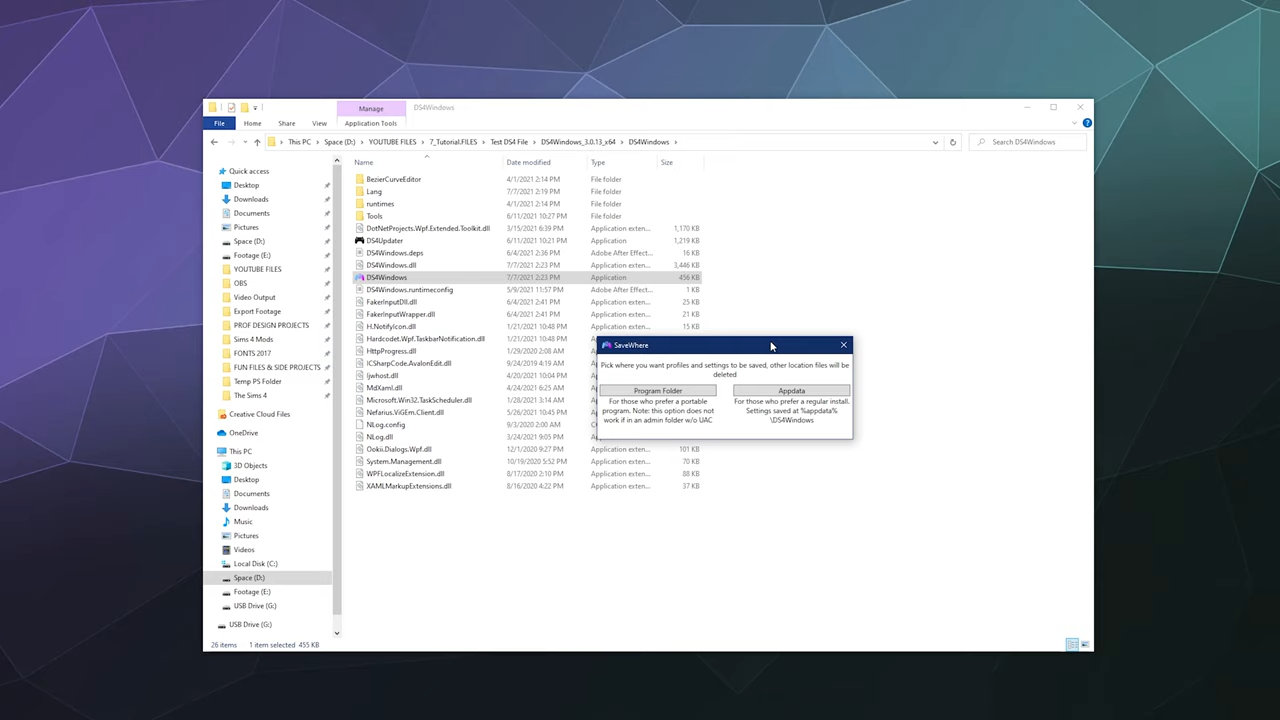 Manage
DS4Windows
File
Home
Share
View
Application Tools
This PC > Space (D:) > YOUTUBE FILES > 7_Tutorial.FILES > Test DS4 File > DS4Windows_3.0.13_x64 > DS4Windows >
Search DS4Windows
Name
Date modified
Type
Size
Quick access
Desktop
Downloads
Documents
Pictures
Space (D:)
Footage (E:)
YOUTUBE FILES
OBS
Video Output
Export Footage
PROF DESIGN PROJECTS
Sims 4 Mods
FONTS 2017
FUN FILES & SIDE PROJECTS
Temp PS Folder
The Sims 4
Creative Cloud Files
OneDrive
This PC
3D Objects
Desktop
Documents
Downloads
Music
Pictures
Videos
Local Disk (C:)
Space (D:)
Footage (E:)
USB Drive (G:)
USB Drive (G:)
BezierCurveEditor 4/1/2021 2:14 PM File folder
Lang 7/7/2021 2:19 PM File folder
runtimes 4/1/2021 2:14 PM File folder
Tools 6/11/2021 10:27 PM File folder
DotNetProjects.Wpf.Extended.Toolkit.dll 3/15/2021 6:39 PM Application exten... 1,170 KB
DS4Updater 6/11/2021 10:21 PM Application 1,219 KB
DS4Windows.deps 6/4/2021 2:36 PM Adobe After Effect... 16 KB
DS4Windows.dll 7/7/2021 2:23 PM Application exten... 3,446 KB
DS4Windows 7/7/2021 2:23 PM Application 456 KB
DS4Windows.runtimeconfig 5/9/2021 11:57 PM Adobe After Effect... 1 KB
FakerInputDll.dll 6/4/2021 2:41 PM Application exten... 25 KB
FakerInputWrapper.dll 6/4/2021 2:41 PM Application exten... 21 KB
H.NotifyIcon.dll 1/21/2021 10:48 PM Application exten... 15 KB
Hardcodet.Wpf.TaskbarNotification.dll 1/21/2021 10:48 PM
HttpProgress.dll 1/29/2020 2:08 AM
ICSharpCode.AvalonEdit.dll 9/24/2019 4:19 AM
Ijwhost.dll 4/24/2021 12:25 PM
MdXaml.dll 4/24/2021 6:25 AM
Microsoft.Win32.TaskScheduler.dll 1/28/2021 3:14 AM
Nefarius.ViGEm.Client.dll 5/26/2021 10:45 PM
NLog.config 9/3/2020 2:00 AM
NLog.dll 3/24/2021 9:05 PM
Ookii.Dialogs.Wpf.dll 12/1/2020 9:27 PM Application exten... 101 KB
System.Management.dll 10/19/2020 5:52 PM Application exten... 70 KB
WPFLocalizeExtension.dll 8/17/2020 2:10 PM Application exten... 88 KB
XAMLMarkupExtensions.dll 8/16/2020 4:22 PM Application exten... 37 KB
SaveWhere
Pick where you want profiles and settings to be saved, other location files will be
deleted
Program Folder
For those who prefer a portable
program. Note: this option does not
work if in an admin folder w/o UAC
Appdata
For those who prefer a regular install.
Settings saved at %appdata%
\DS4Windows
26 items 1 item selected 455 KB